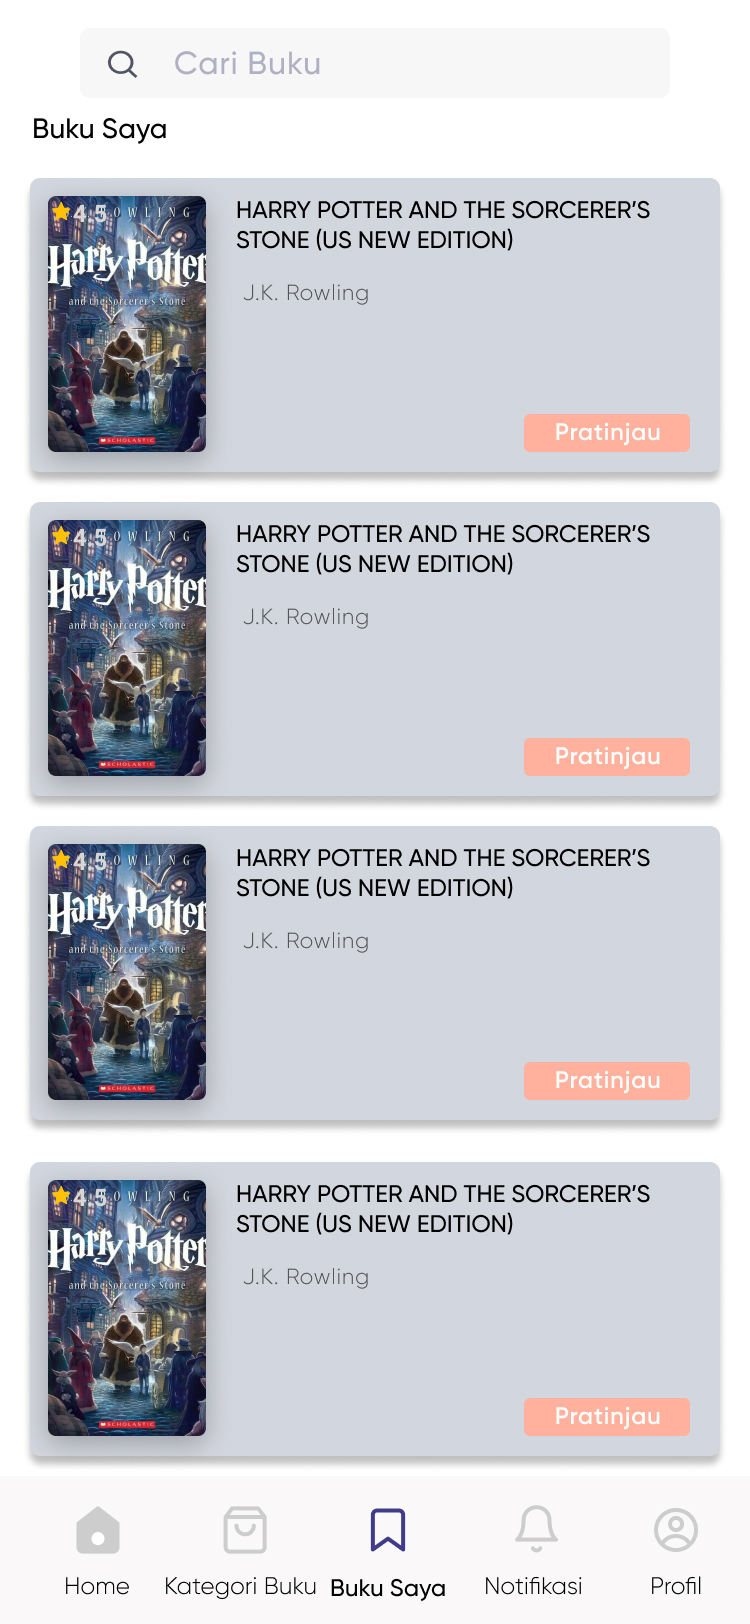 Cari Buku
Buku Saya
4.5 OWLING
Harry Potter
and the Sorcerer's Stone
SCHOLASTIC
HARRY POTTER AND THE SORCERER’S
STONE (US NEW EDITION)
J.K. Rowling
Pratinjau
4.5 OWLING
Harry Potter
and the Sorcerer's Stone
SCHOLASTIC
HARRY POTTER AND THE SORCERER’S
STONE (US NEW EDITION)
J.K. Rowling
Pratinjau
4.5 OWLING
Harry Potter
and the Sorcerer's Stone
SCHOLASTIC
HARRY POTTER AND THE SORCERER’S
STONE (US NEW EDITION)
J.K. Rowling
Pratinjau
4.5 OWLING
Harry Potter
and the Sorcerer's Stone
SCHOLASTIC
HARRY POTTER AND THE SORCERER’S
STONE (US NEW EDITION)
J.K. Rowling
Pratinjau
Home Kategori Buku Buku Saya Notifikasi Profil